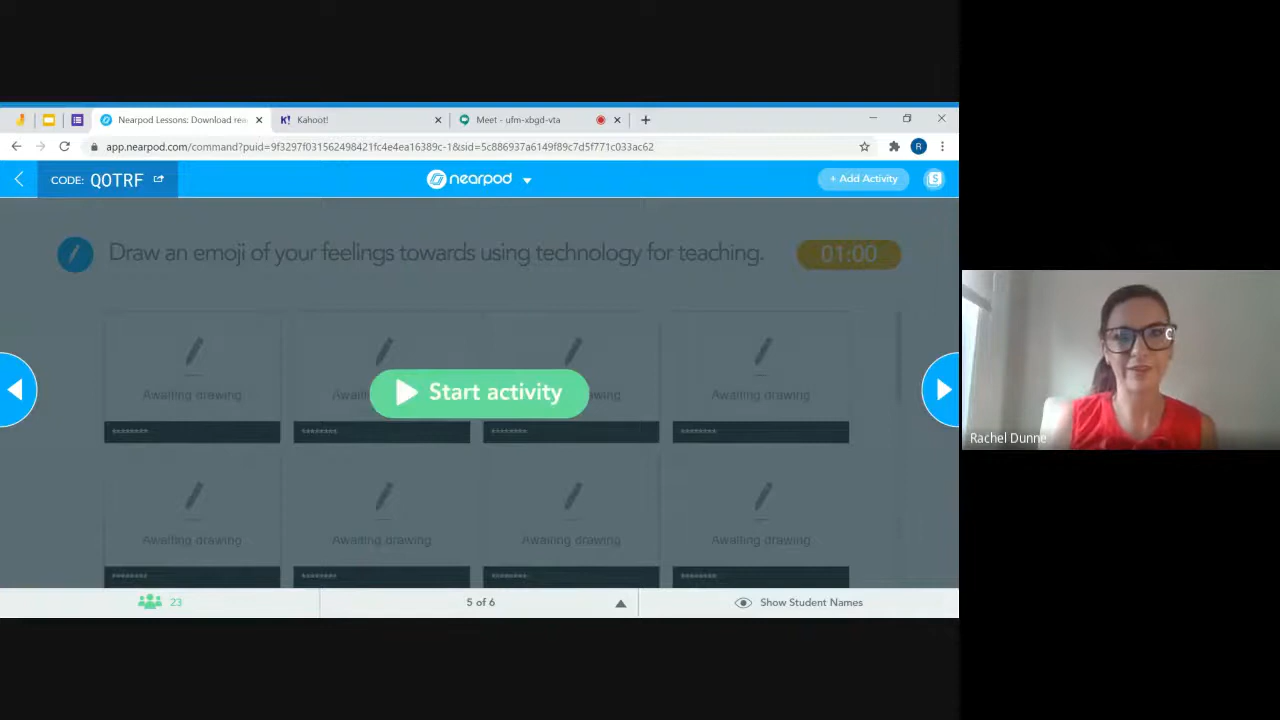 Nearpod Lessons: Download rea
Kahoot!
Meet - ufm-xbgd-vta
app.nearpod.com/command?puid=9f3297f031562498421fc4e4ea16389c-1&sid=5c886937a6149f89c7d5f771c033ac62
R
CODE: QOTRF
nearpod
+ Add Activity
S
Draw an emoji of your feelings towards using technology for teaching.
01:00
Awaiting drawing
Awaiting drawing
Start activity
********
********
********
********
Awaiting drawing
Awaiting drawing
Awaiting drawing
Awaiting drawing
********
********
********
********
23
5 of 6
Show Student Names
Rachel Dunne